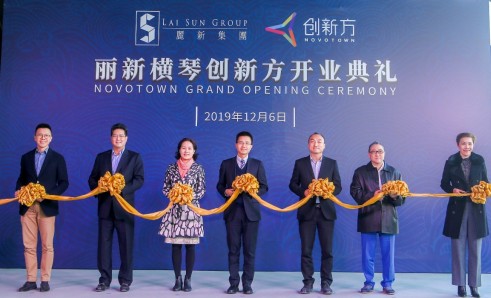 S
LAI SUN GROUP
麗新集團
创新方
NOVOTOWN
丽新横琴创新方开业典礼
NOVOTOWN GRAND OPENING CEREMONY
2019年12月6日